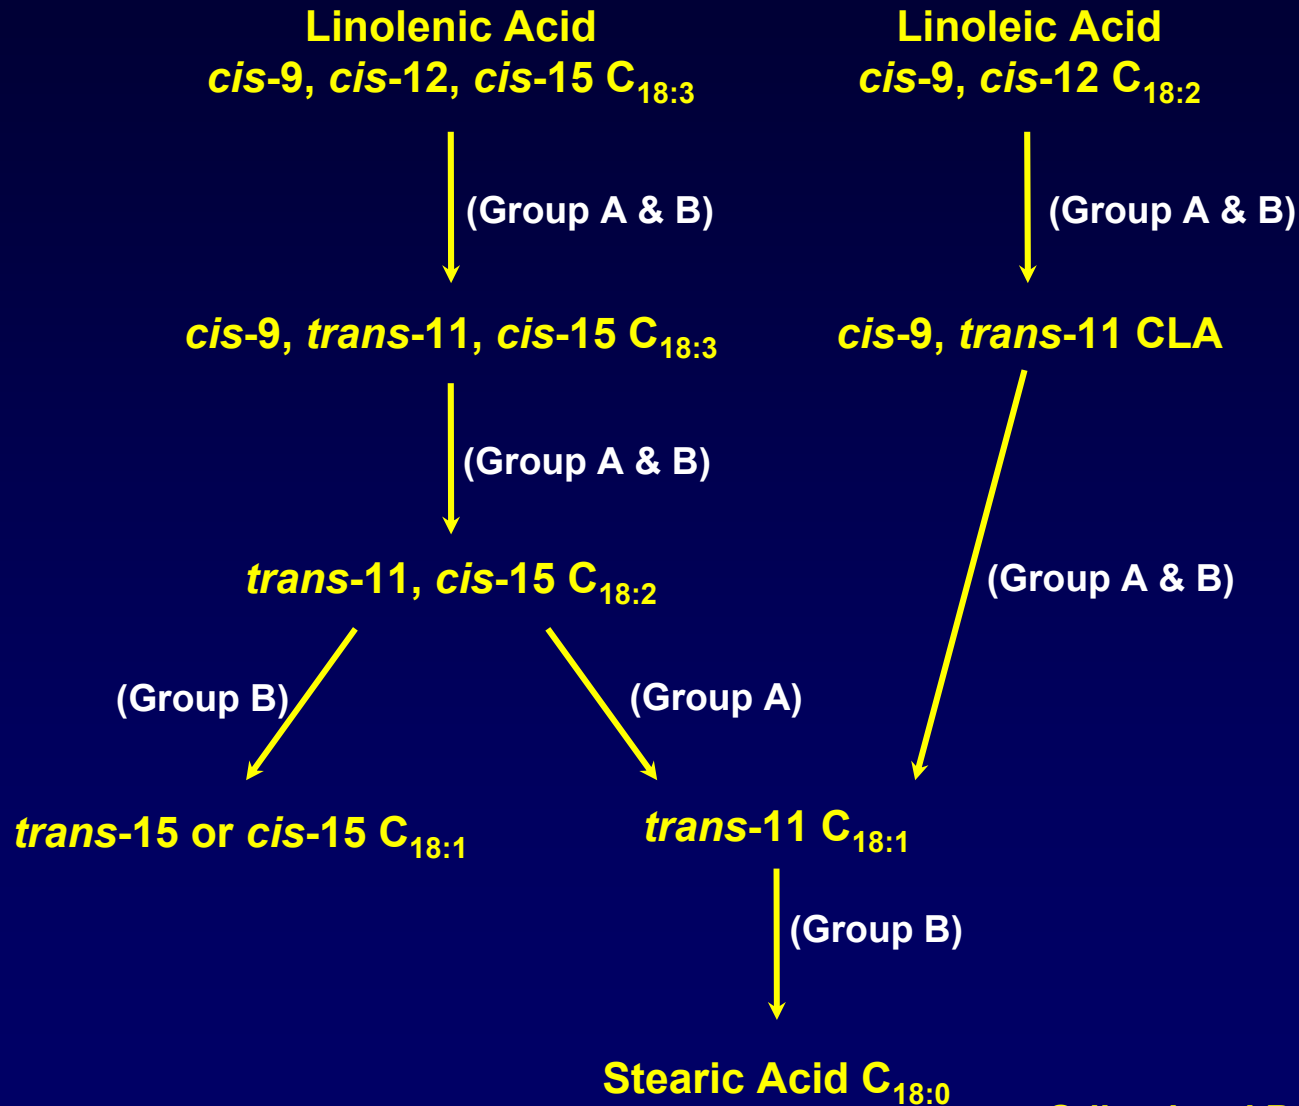 Linolenic Acid
cis-9, cis-12, cis-15 C18:3
Linoleic Acid
cis-9, cis-12 C18:2
(Group A & B)
(Group A & B)
cis-9, trans-11, cis-15 C18:3
cis-9, trans-11 CLA
(Group A & B)
trans-11, cis-15 C18:2
(Group A & B)
(Group B)
(Group A)
trans-15 or cis-15 C18:1
trans-11 C18:1
(Group B)
Stearic Acid C18:0